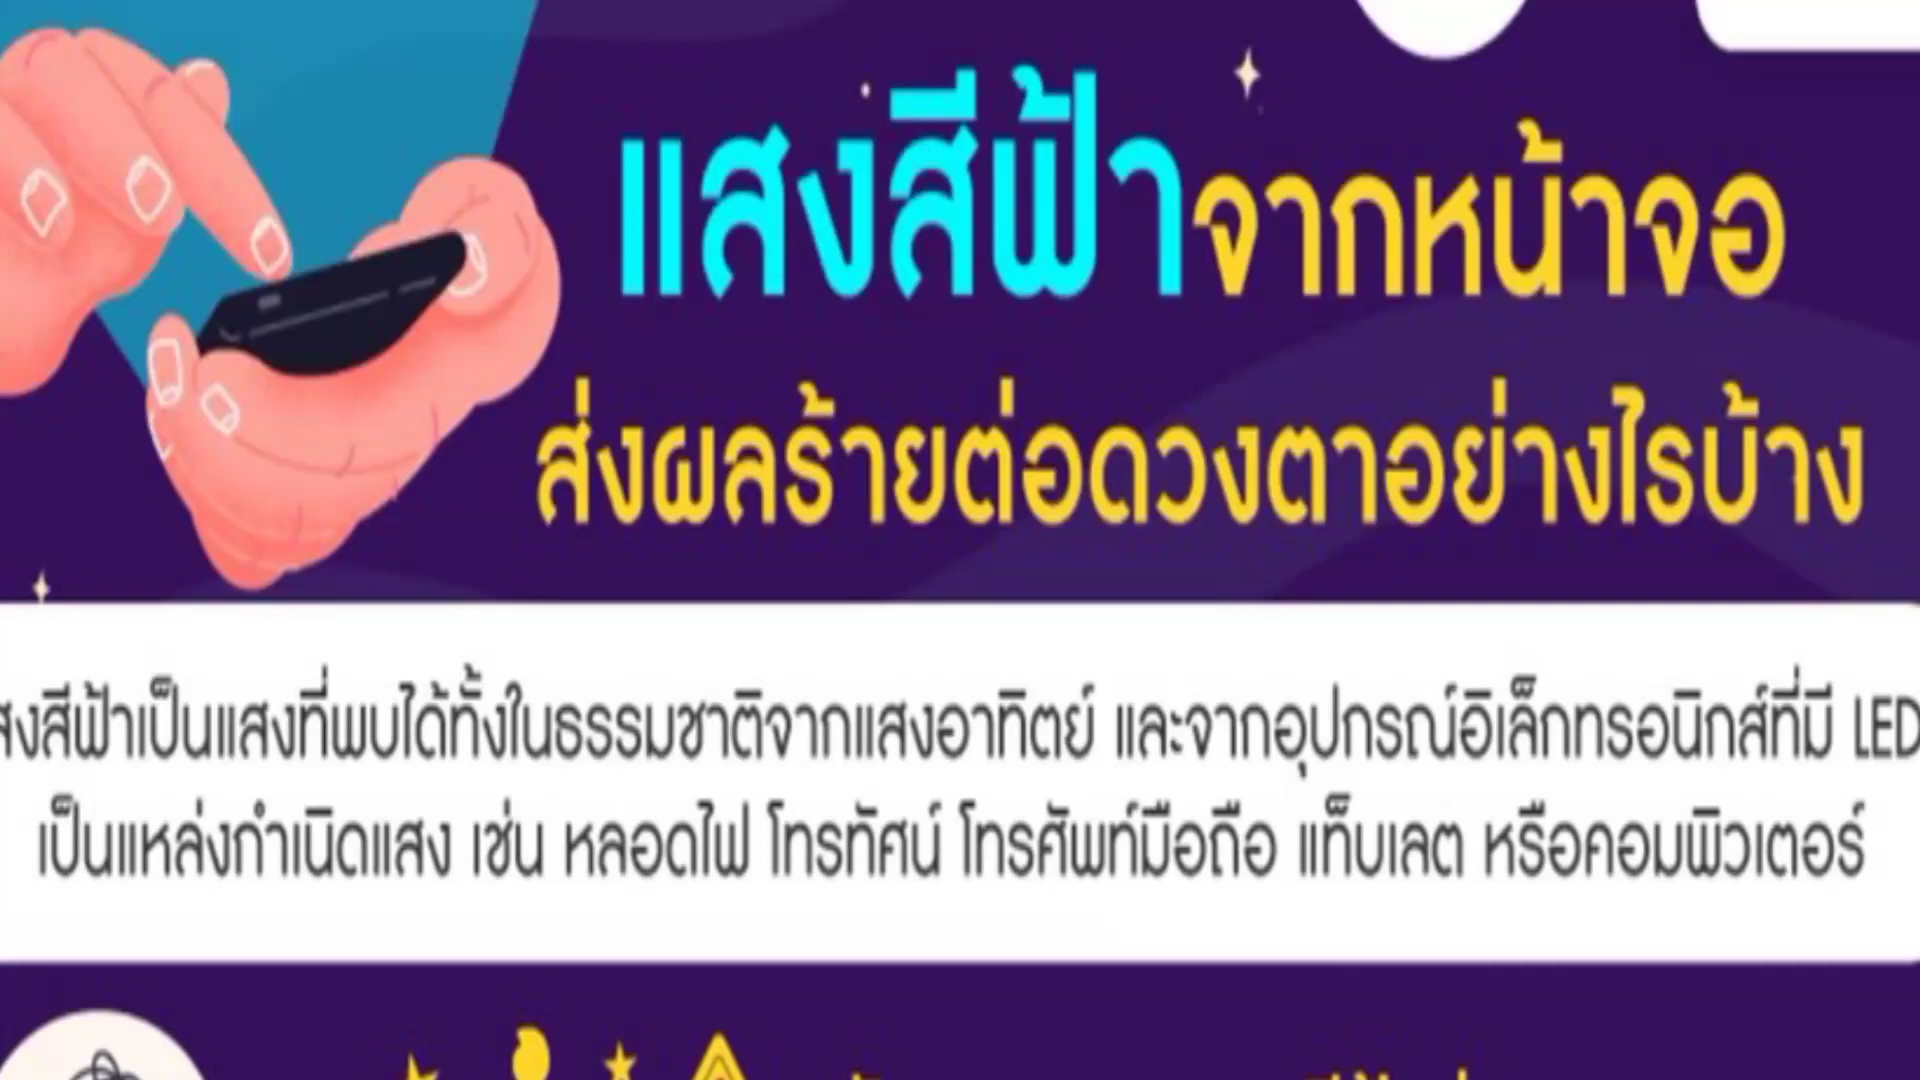 แสงสีฟ้าจากหน้าจอ
ส่งผลร้ายต่อดวงตาอย่างไรบ้าง
แสงสีฟ้าเป็นแสงที่พบได้ทั้งในธรรมชาติจากแสงอาทิตย์ และจากอุปกรณ์อิเล็กทรอนิกส์ที่มี LED
เป็นแหล่งกำเนิดแสง เช่น หลอดไฟ โทรทัศน์ โทรศัพท์มือถือ แท็บเลต หรือคอมพิวเตอร์